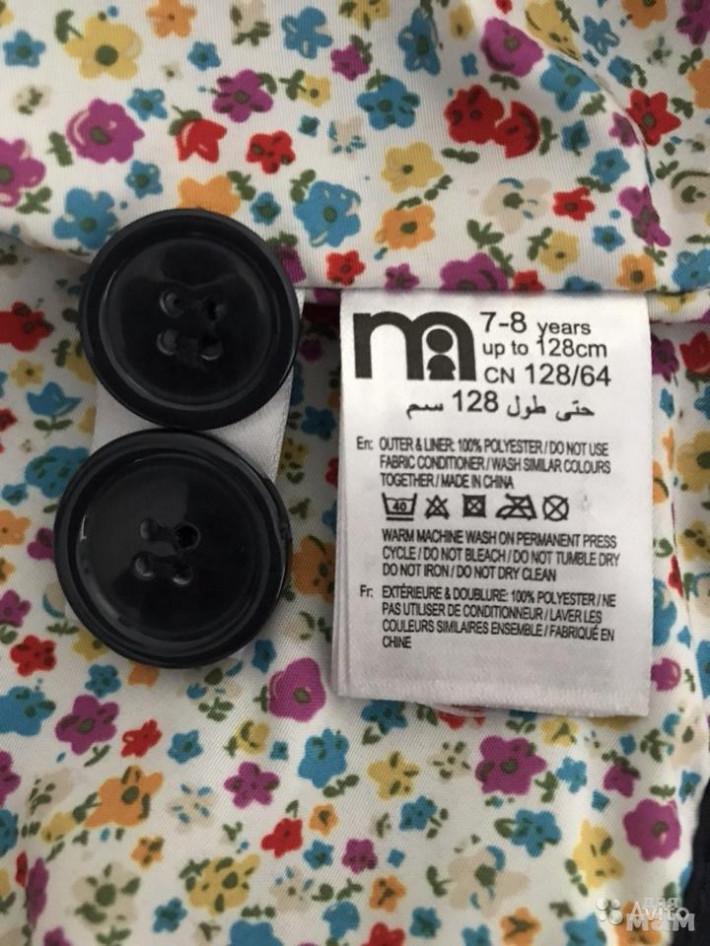 m
7-8 years
up to 128cm
CN 128/64
حتى طول 128 سم
En: OUTER & LINER: 100% POLYESTER / DO NOT USE
FABRIC CONDITIONER / WASH SIMILAR COLOURS
TOGETHER / MADE IN CHINA
40
WARM MACHINE WASH ON PERMANENT PRESS
CYCLE / DO NOT BLEACH / DO NOT TUMBLE DRY
DO NOT IRON / DO NOT DRY CLEAN
Fr: EXTÉRIEURE & DOUBLURE: 100% POLYESTER / NE
PAS UTILISER DE CONDITIONNEUR / LAVER LES
COULEURS SIMILAIRES ENSEMBLE / FABRIQUÉ EN
CHINE
для
Avito
мам